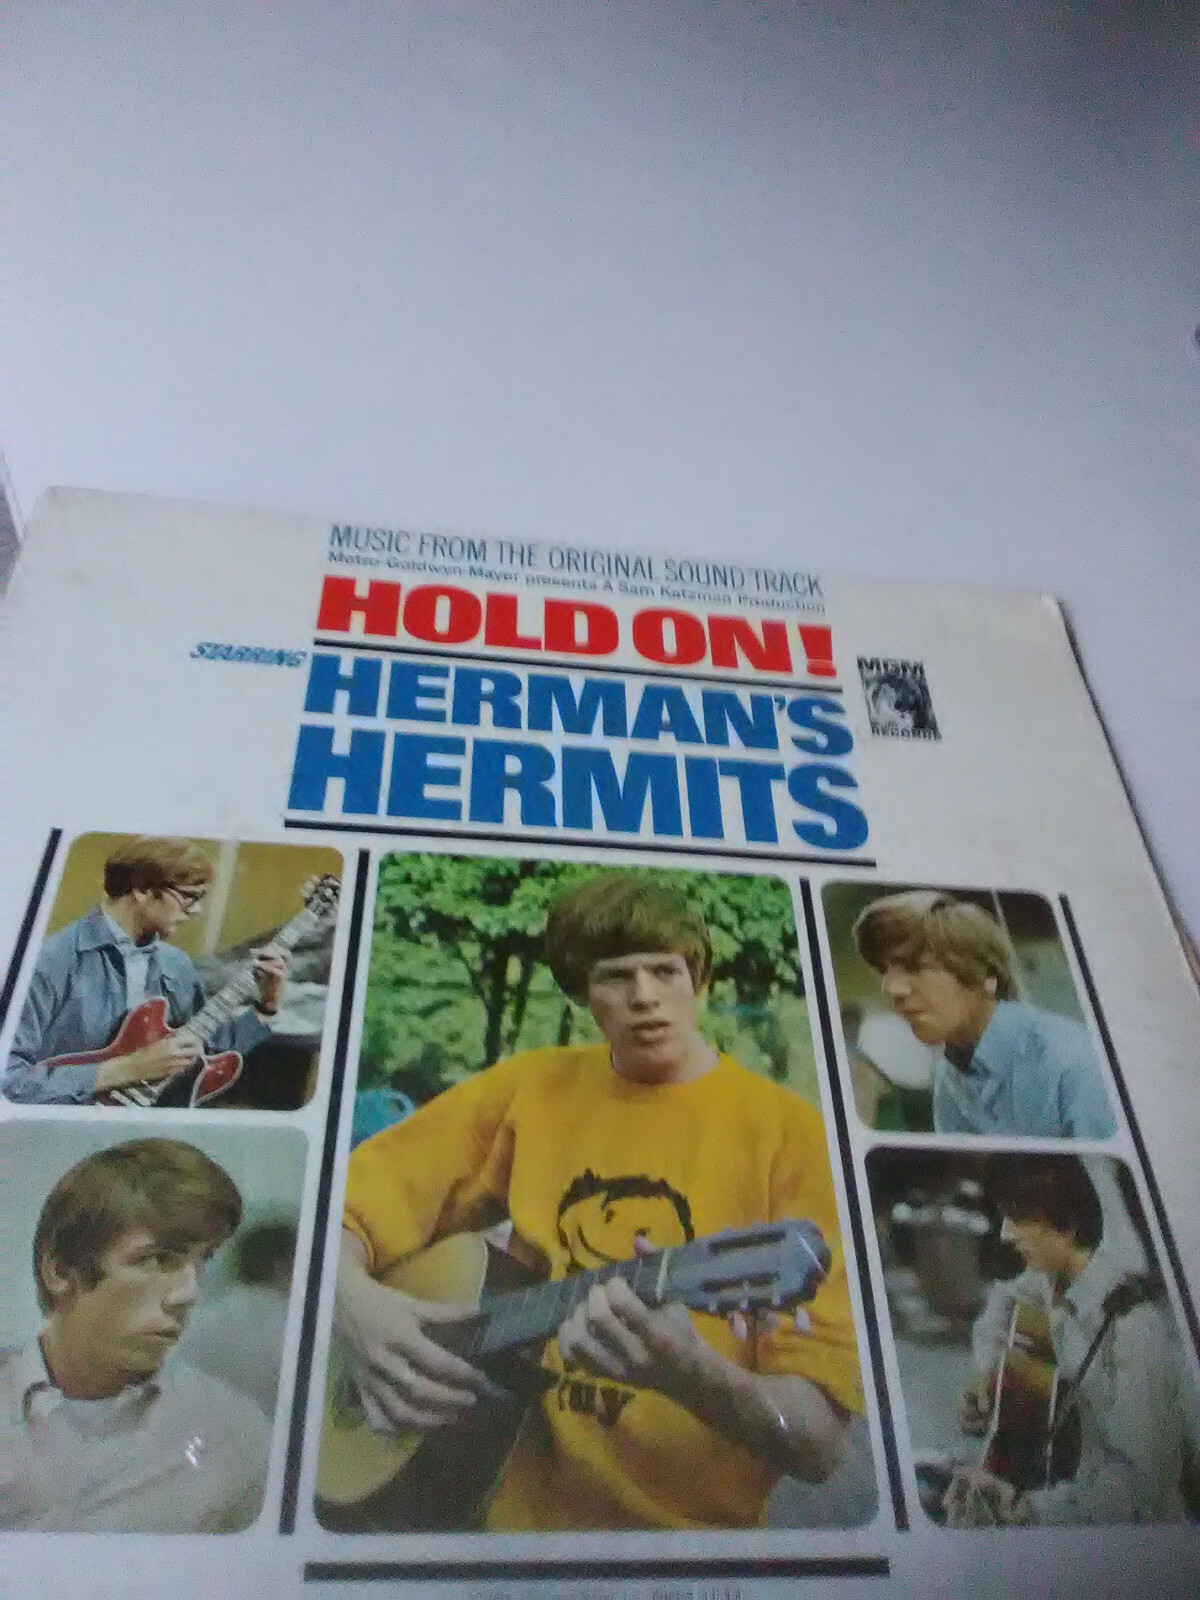 MUSIC FROM THE ORIGINAL SOUND TRACK
Metro-Goldwyn-Mayer presents A Sam Katzman Production
HOLD ON!
STARRING
HERMAN'S
HERMITS
MGM
RECORDS